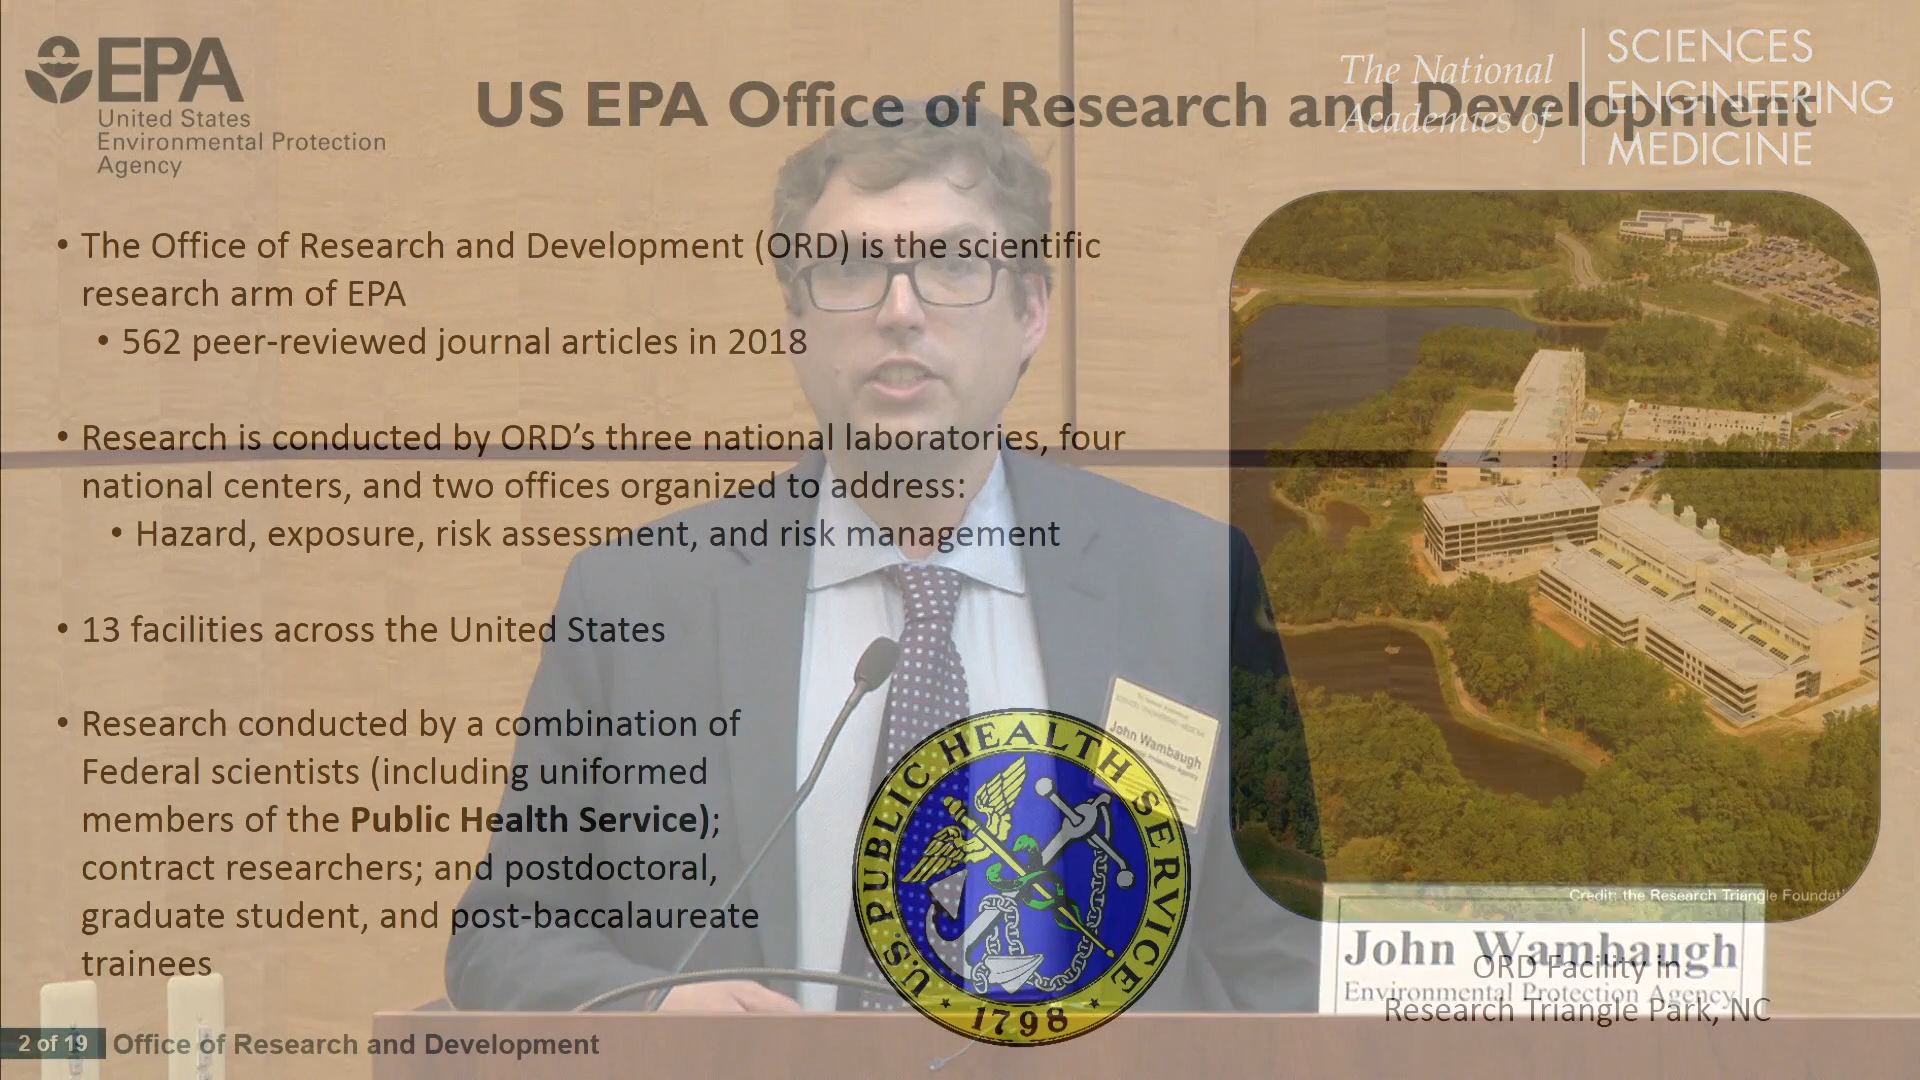 EPA
United States
Environmental Protection
Agency
US EPA Office of Research and Development
The National
Academies of
SCIENCES
ENGINEERING
MEDICINE
• The Office of Research and Development (ORD) is the scientific
research arm of EPA
• 562 peer-reviewed journal articles in 2018
• Research is conducted by ORD's three national laboratories, four
national centers, and two offices organized to address:
• Hazard, exposure, risk assessment, and risk management
• 13 facilities across the United States
• Research conducted by a combination of
Federal scientists (including uniformed
members of the Public Health Service);
contract researchers; and postdoctoral,
graduate student, and post-baccalaureate
trainees
John Wambaugh
U.S. PUBLIC HEALTH SERVICE
1798
Credit: the Research Triangle Foundat
John Wambaugh
Environmental Protection Agency
ORD Facility in
Research Triangle Park, NC
2 of 19
Office of Research and Development